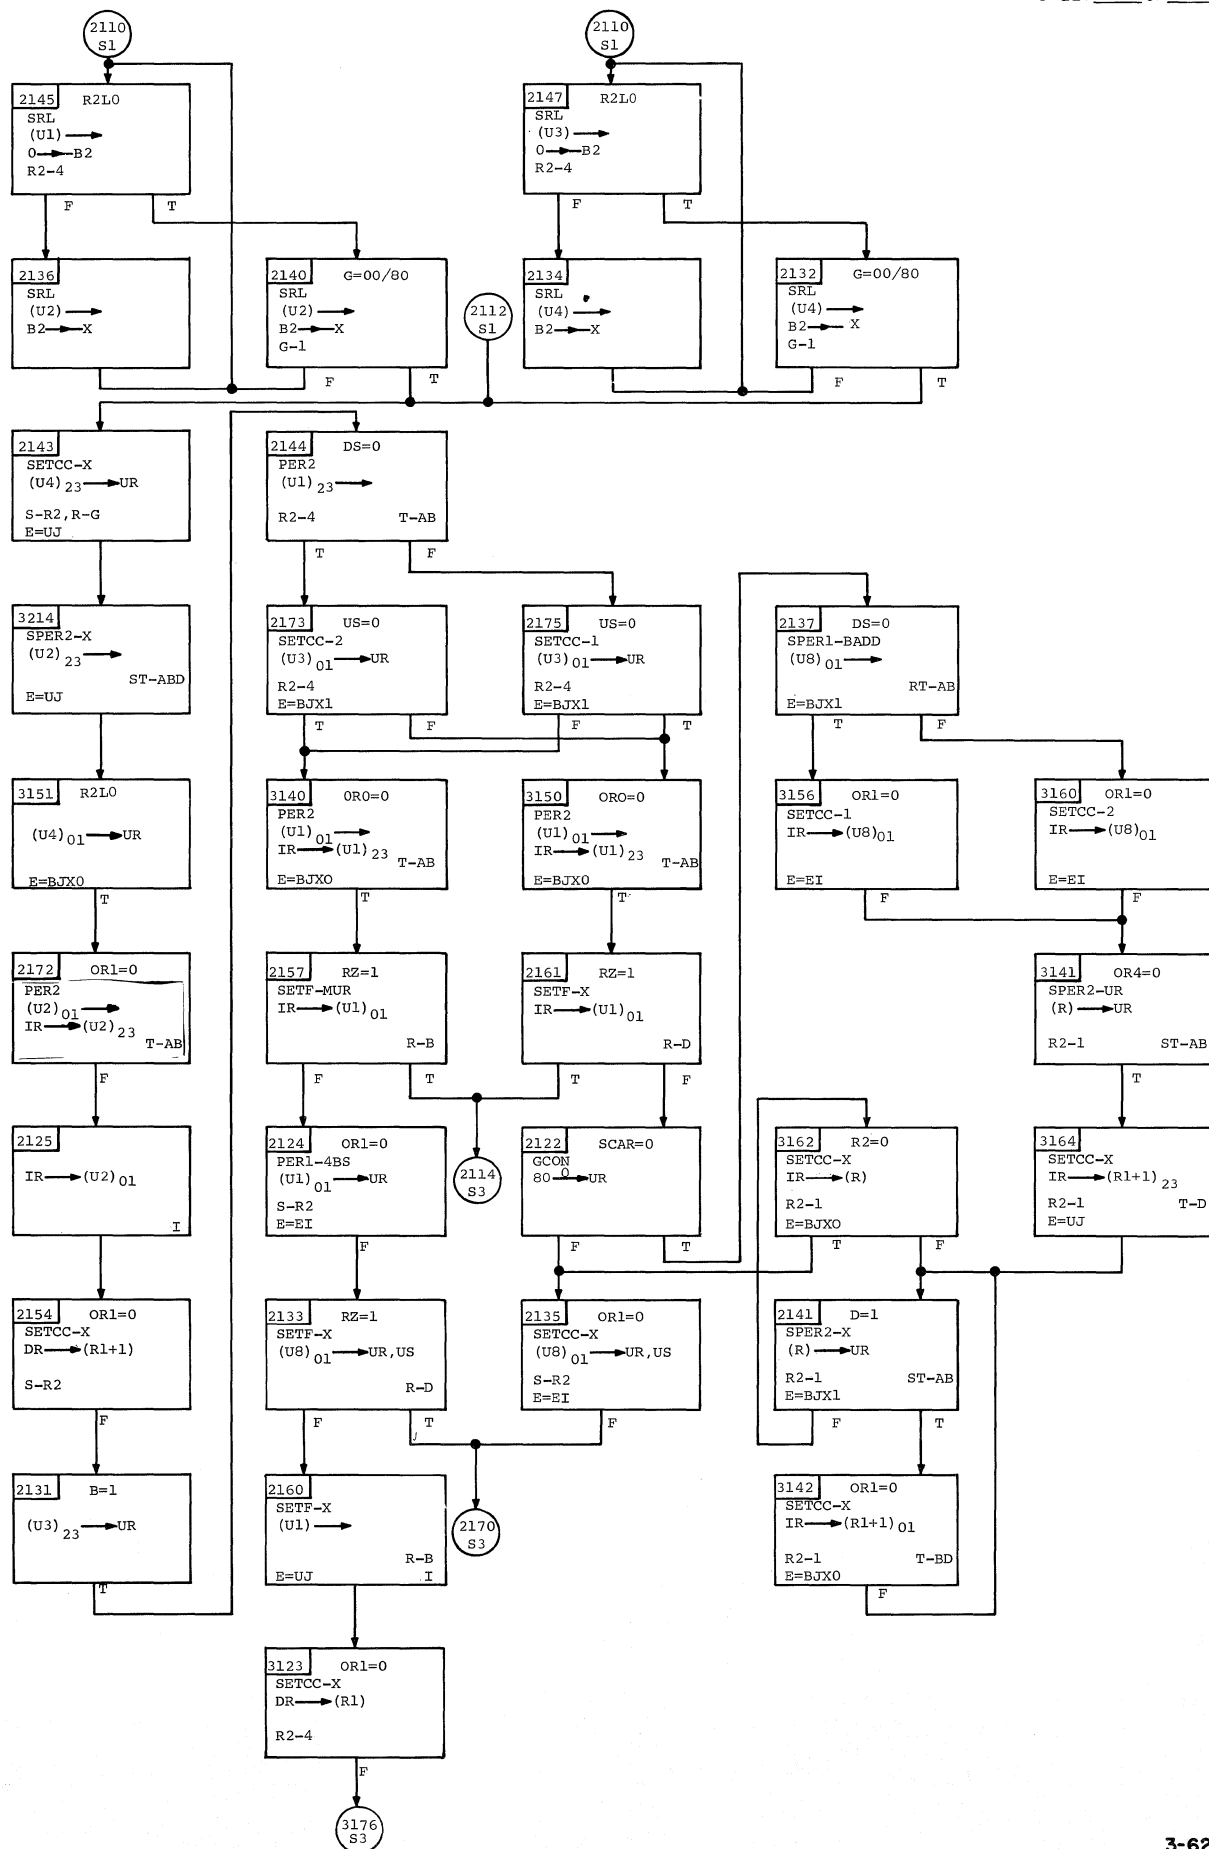 2110
S1
2110
S1
2145 R2L0
SRL
(U1)
0 B2
R2-4
F T
2147 R2L0
SRL
(U3)
0 B2
R2-4
F T
2136
SRL
(U2)
B2 X
2140 G=00/80
SRL
(U2)
B2 X
G-1
F T
2112
S1
2134
SRL
(U4)
B2 X
2132 G=00/80
SRL
(U4)
B2 X
G-1
F T
2143
SETCC-X
(U4)23 UR
S-R2,R-G
E=UJ
2144 DS=0
PER2
(U1)23
R2-4 T-AB
T F
3214
SPER2-X
(U2)23
ST-ABD
E=UJ
2173 US=0
SETCC-2
(U3)01 UR
R2-4
E=BJX1
T F
2175 US=0
SETCC-1
(U3)01 UR
R2-4
E=BJX1
F T
2137 DS=0
SPER1-BADD
(U8)01
RT-AB
E=BJX1
T F
3151 R2L0
(U4)01 UR
E=BJX0
T
3140 OR0=0
PER2
(U1)01
IR (U1)23
T-AB
E=BJXO
T
3150 ORO=0
PER2
(U1)01
IR (U1)23
T-AB
E=BJX0
T
3156 OR1=0
SETCC-1
IR (U8)01
E=EI
F
3160 OR1=0
SETCC-2
IR (U8)01
E=EI
F
2172 OR1=0
PER2
(U2)01
IR (U2)23
T-AB
F
2157 RZ=1
SETF-MUR
IR (U1)01
R-B
F T
2161 RZ=1
SETF-X
IR (U1)01
R-D
T F
3141 OR4=0
SPER2-UR
(R) UR
R2-1 ST-AB
T
2125
IR (U2)01
I
2124 OR1=0
PER1-4BS
(U1)01 UR
S-R2
E=EI
F
2114
S3
2122 SCAR=0
GCON
80 0 UR
F T
3162 R2=0
SETCC-X
IR (R)
R2-1
E=BJXO
T F
3164
SETCC-X
IR (R1+1)23
R2-1 T-D
E=UJ
2154 OR1=0
SETCC-X
DR (R1+1)
S-R2
F
2133 RZ=1
SETF-X
(U8)01 UR,US
R-D
F T
2135 OR1=0
SETCC-X
(U8)01 UR,US
S-R2
E=EI
F
2141 D=1
SPER2-X
(R) UR
R2-1 ST-AB
E=BJX1
F T
2131 B=1
(U3)23 UR
T
2160
SETF-X
(U1)
R-B
E=UJ I
2170
S3
3142 OR1=0
SETCC-X
IR (R1+1)01
R2-1 T-BD
E=BJX0
F
3123 OR1=0
SETCC-X
DR (R1)
R2-4
F
3176
S3
3-62